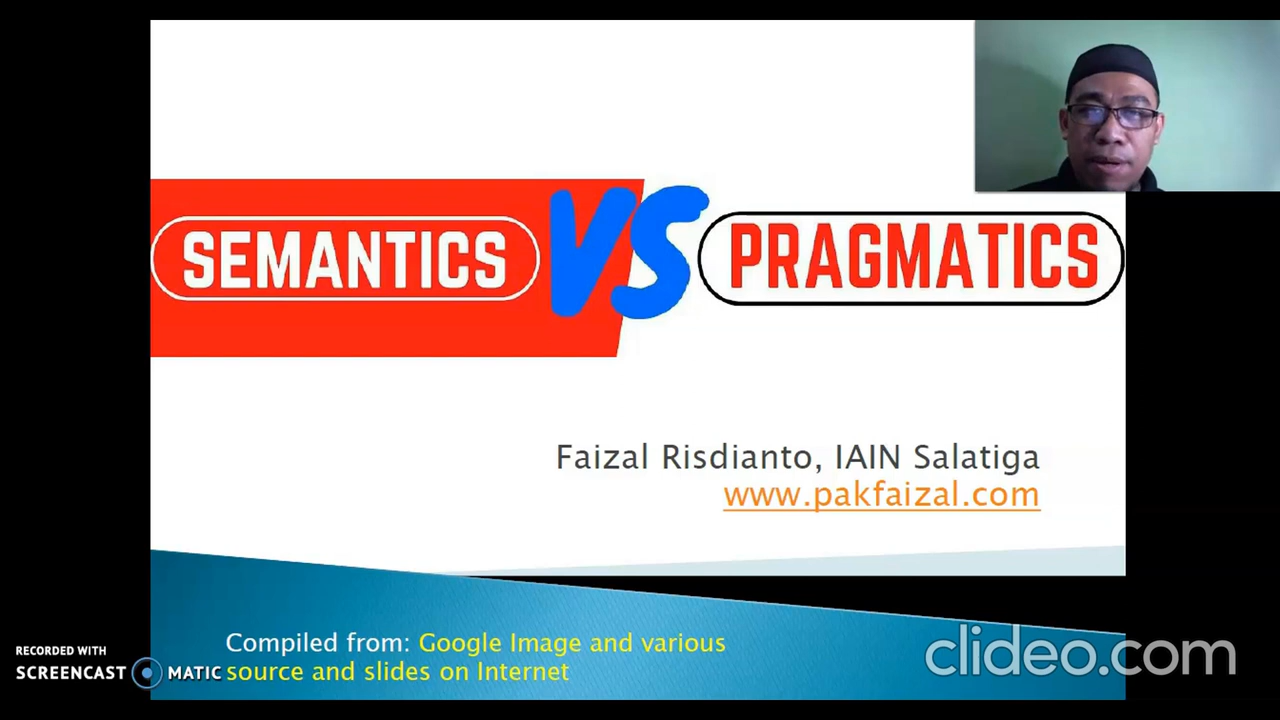 SEMANTICS VS PRAGMATICS
Faizal Risdianto, IAIN Salatiga
www.pakfaizal.com
Compiled from: Google Image and various
source and slides on Internet
RECORDED WITH
SCREENCAST MATIC
clideo.com